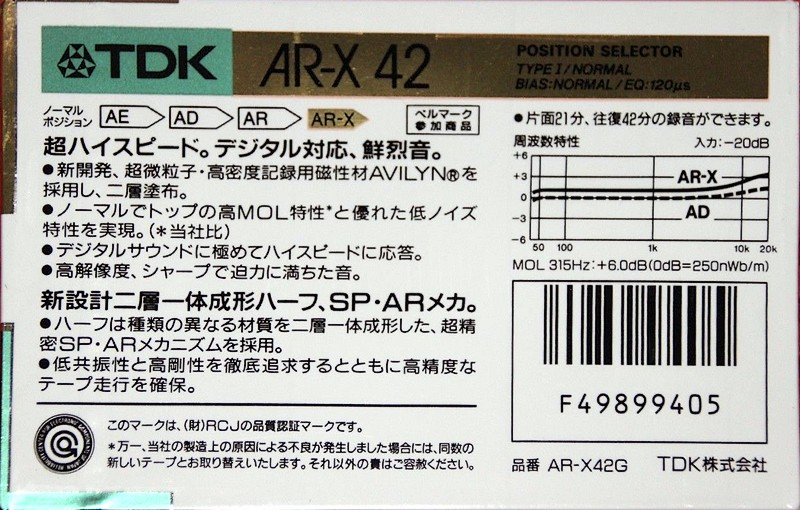 TDK AR-X 42
POSITION SELECTOR
TYPE I/NORMAL
BIAS:NORMAL/EQ:120μs
ノーマル
ポジション
AE AD AR AR-X
ベルマーク
参加商品
超ハイスピード。デジタル対応、鮮烈音。
●新開発、超微粒子・高密度記録用磁性材AVILYN®を
採用し、二層塗布。
●ノーマルでトップの高MOL特性*と優れた低ノイズ
特性を実現。(*当社比)
●デジタルサウンドに極めてハイスピードに応答。
●高解像度、シャープで迫力に満ちた音。
新設計二層一体成形ハーフ、SP・ARメカ。
●ハーフは種類の異なる材質を二層一体成形した、超精
密SP・ARメカニズムを採用。
●低共振性と高剛性を徹底追求するとともに高精度な
テープ走行を確保。
このマークは、(財)RCJの品質認証マークです。
*万一、当社の製造上の原因による不良が発生しました場合には、同数の
新しいテープとお取り替えいたします。それ以外の責はご容赦ください。
●片面21分、往復42分の録音ができます。
周波数特性 入力:−20dB
+6
+3
0
−3
−6
AR-X
AD
50 100 1k 10k 20k
MOL 315Hz:+6.0dB(0dB=250nWb/m)
F49899405
品番 AR-X42G TDK株式会社